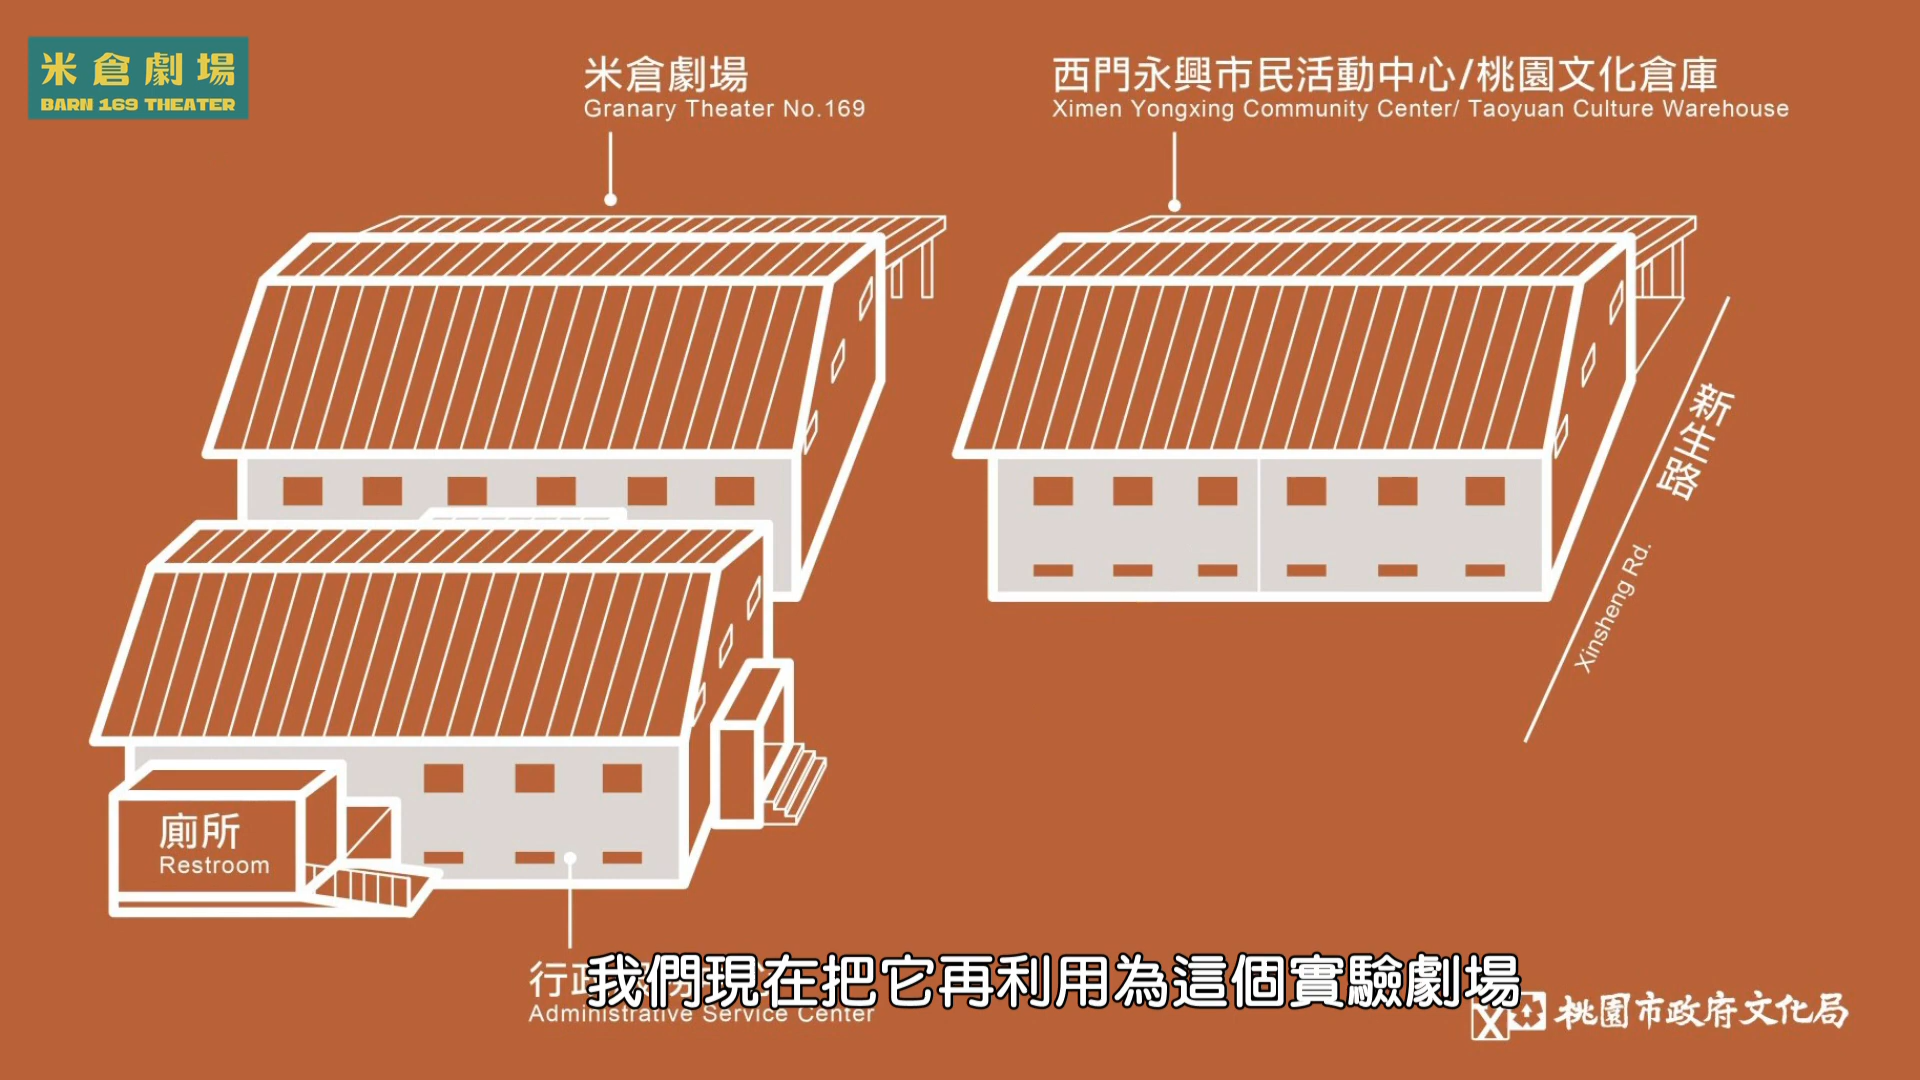 米倉劇場
BARN 169 THEATER
米倉劇場
Granary Theater No.169
西門永興市民活動中心/桃園文化倉庫
Ximen Yongxing Community Center/ Taoyuan Culture Warehouse
新生路
Xinsheng Rd.
廁所
Restroom
行政
Administrative Service Center
我們現在把它再利用為這個實驗劇場
桃園市政府文化局